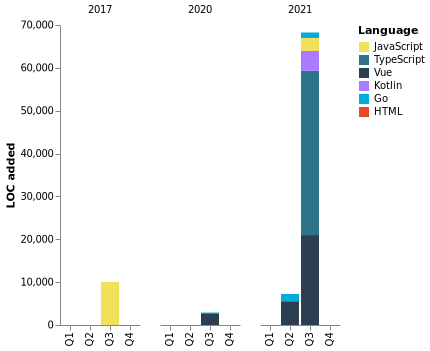 2017 2020 2021
Language
JavaScript
TypeScript
Vue
Kotlin
Go
HTML
LOC added
70,000
60,000
50,000
40,000
30,000
20,000
10,000
0
Q1 Q2 Q3 Q4 Q1 Q2 Q3 Q4 Q1 Q2 Q3 Q4